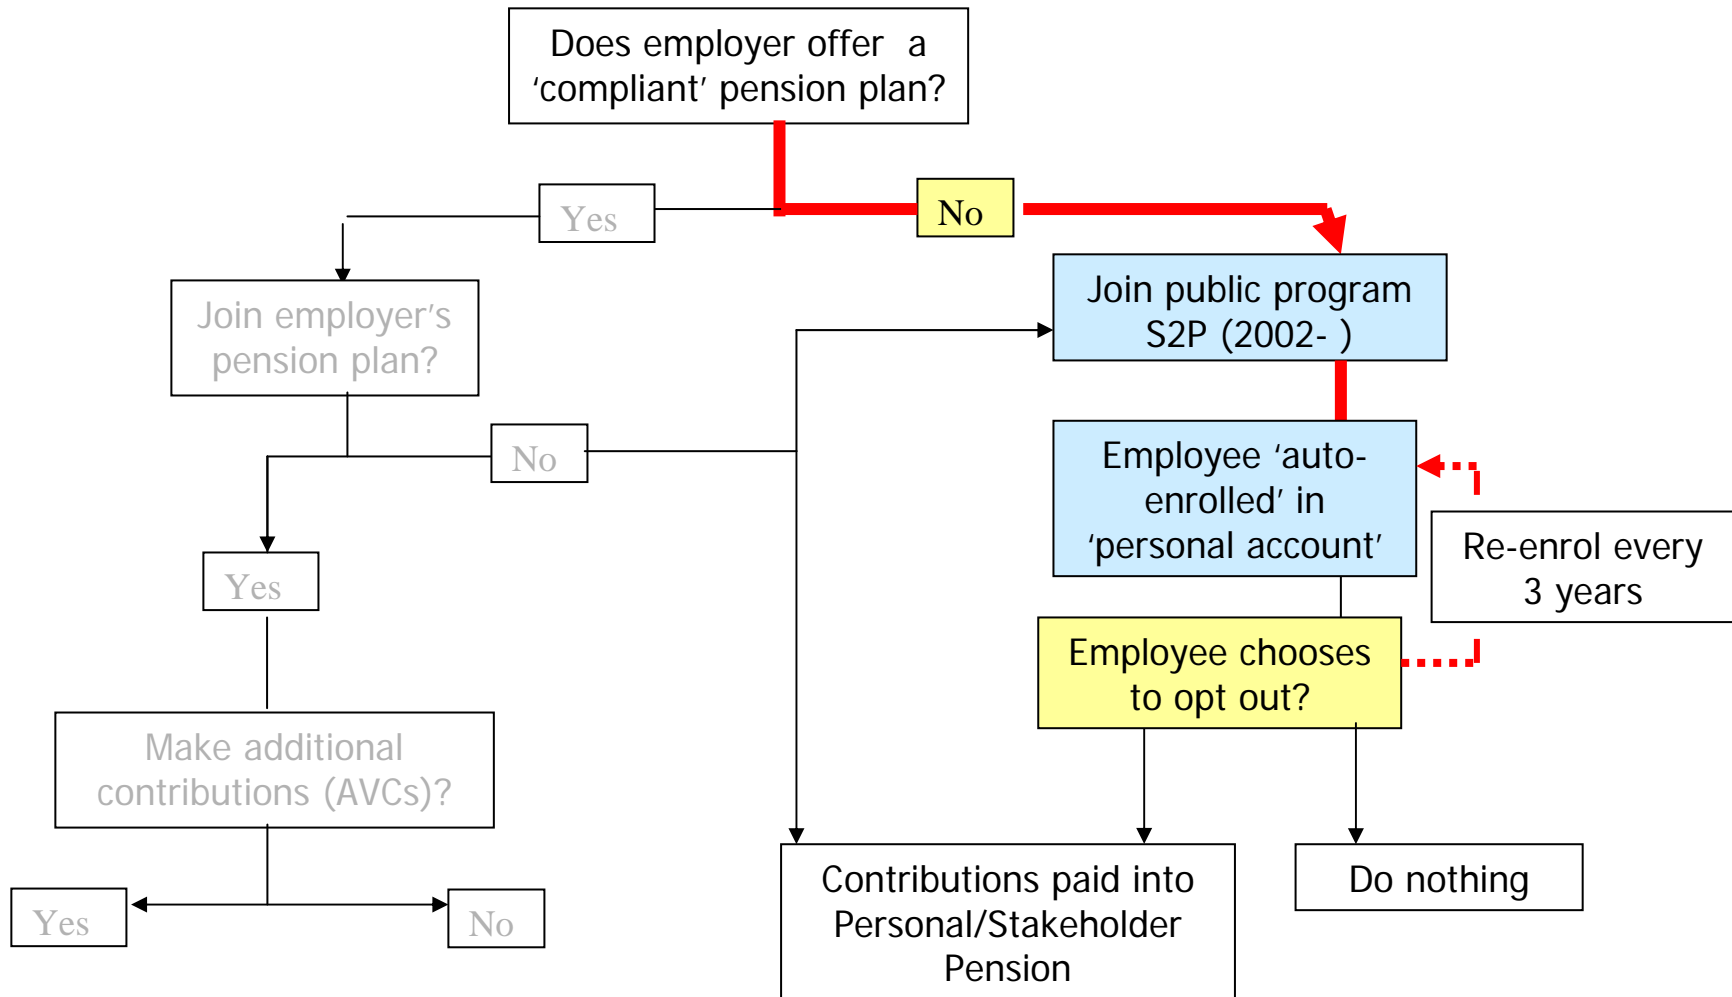 Does employer offer a
‘compliant’ pension plan?
Yes
No
Join public program
S2P (2002- )
Join employer's
pension plan?
No
Employee ‘auto-
enrolled’ in
‘personal account’
Re-enrol every
3 years
Yes
Employee chooses
to opt out?
Make additional
contributions (AVCs)?
Contributions paid into
Personal/Stakeholder
Pension
Do nothing
Yes
No